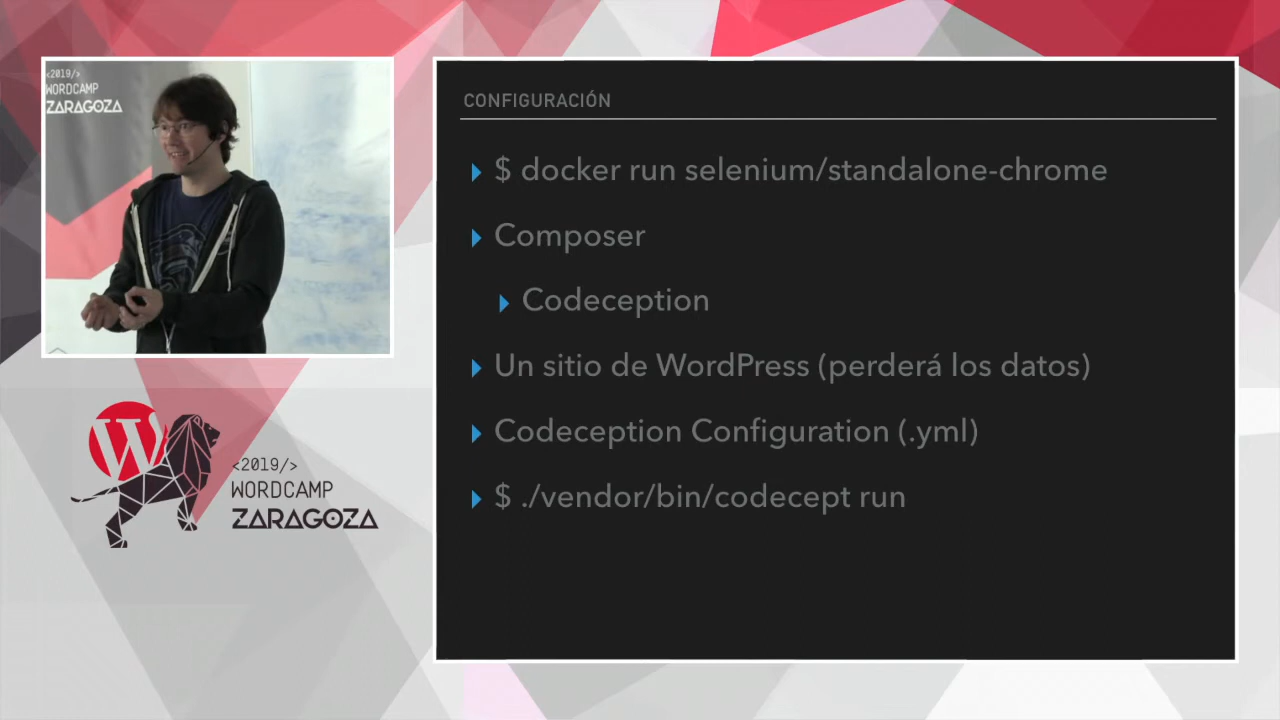 <2019/>
WORDCAMP
ZARAGOZA
CONFIGURACIÓN
$ docker run selenium/standalone-chrome
Composer
Codeception
Un sitio de WordPress (perderá los datos)
Codeception Configuration (.yml)
$ ./vendor/bin/codecept run
<2019/>
WORDCAMP
ZARAGOZA